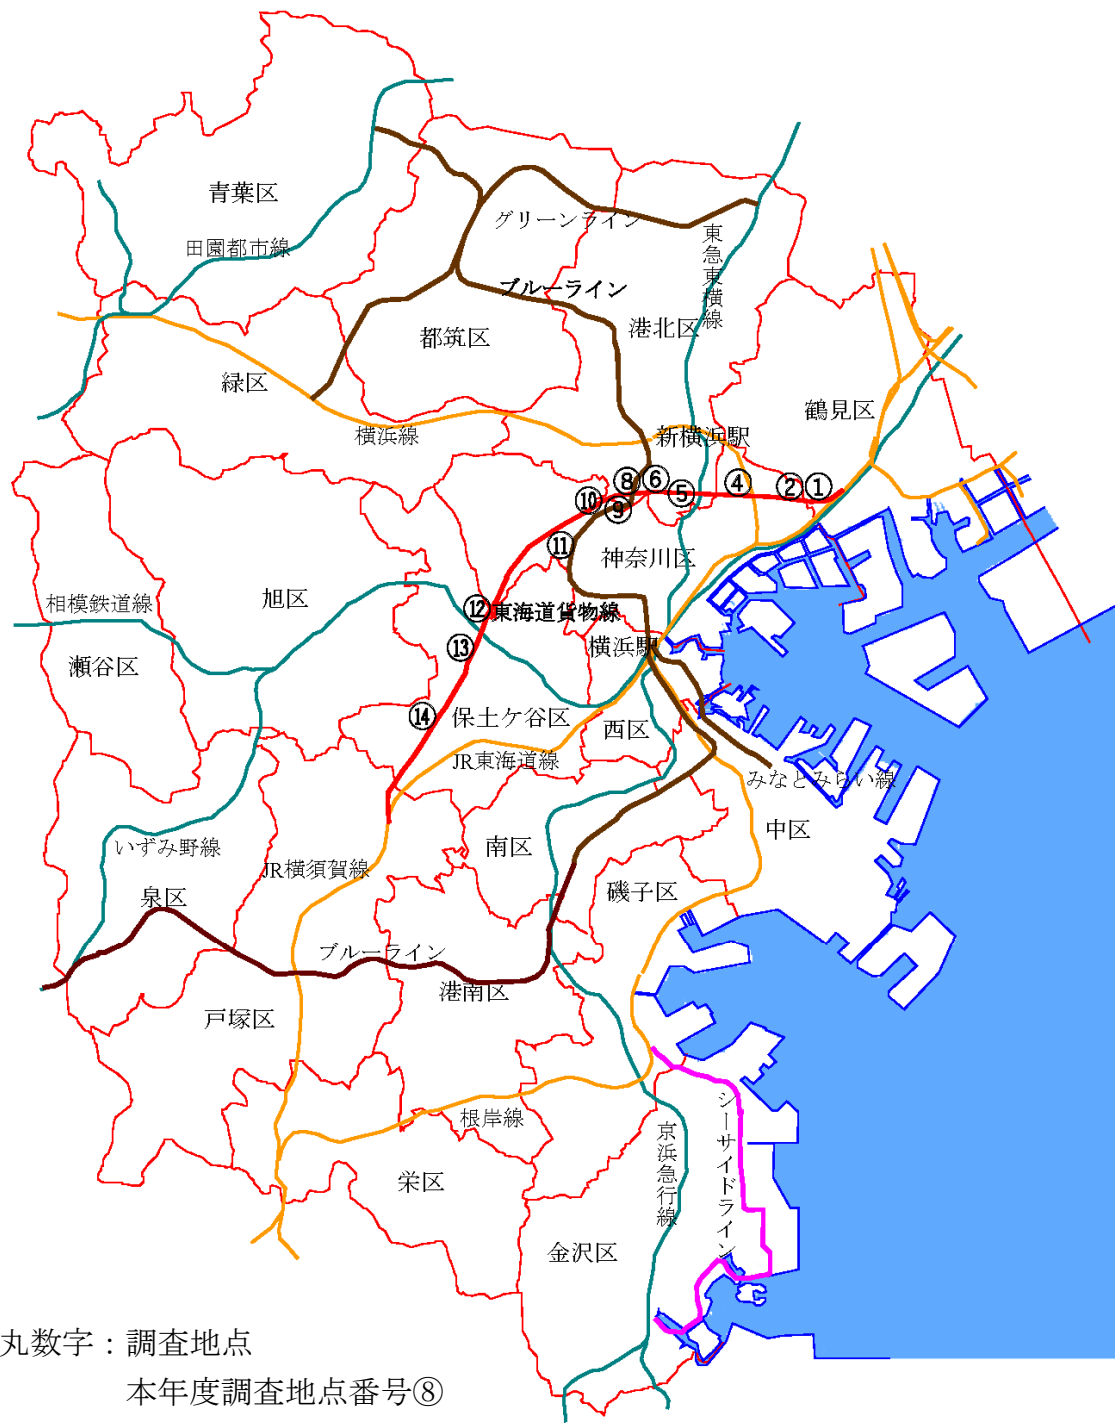 青葉区
グリーンライン
東急東横線
田園都市線
ブルーライン
港北区
都筑区
緑区
鶴見区
横浜線
新横浜駅
⑧
⑥
⑤
④
②
①
⑩
⑨
⑪
神奈川区
旭区
相模鉄道線
⑫
東海道貨物線
⑬
横浜駅
瀬谷区
⑭
保土ケ谷区
西区
JR東海道線
みなとみらい線
中区
いずみ野線
南区
JR横須賀線
磯子区
泉区
ブルーライン
港南区
戸塚区
根岸線
シーサイドライン
京浜急行線
栄区
金沢区
丸数字：調査地点
本年度調査地点番号⑧